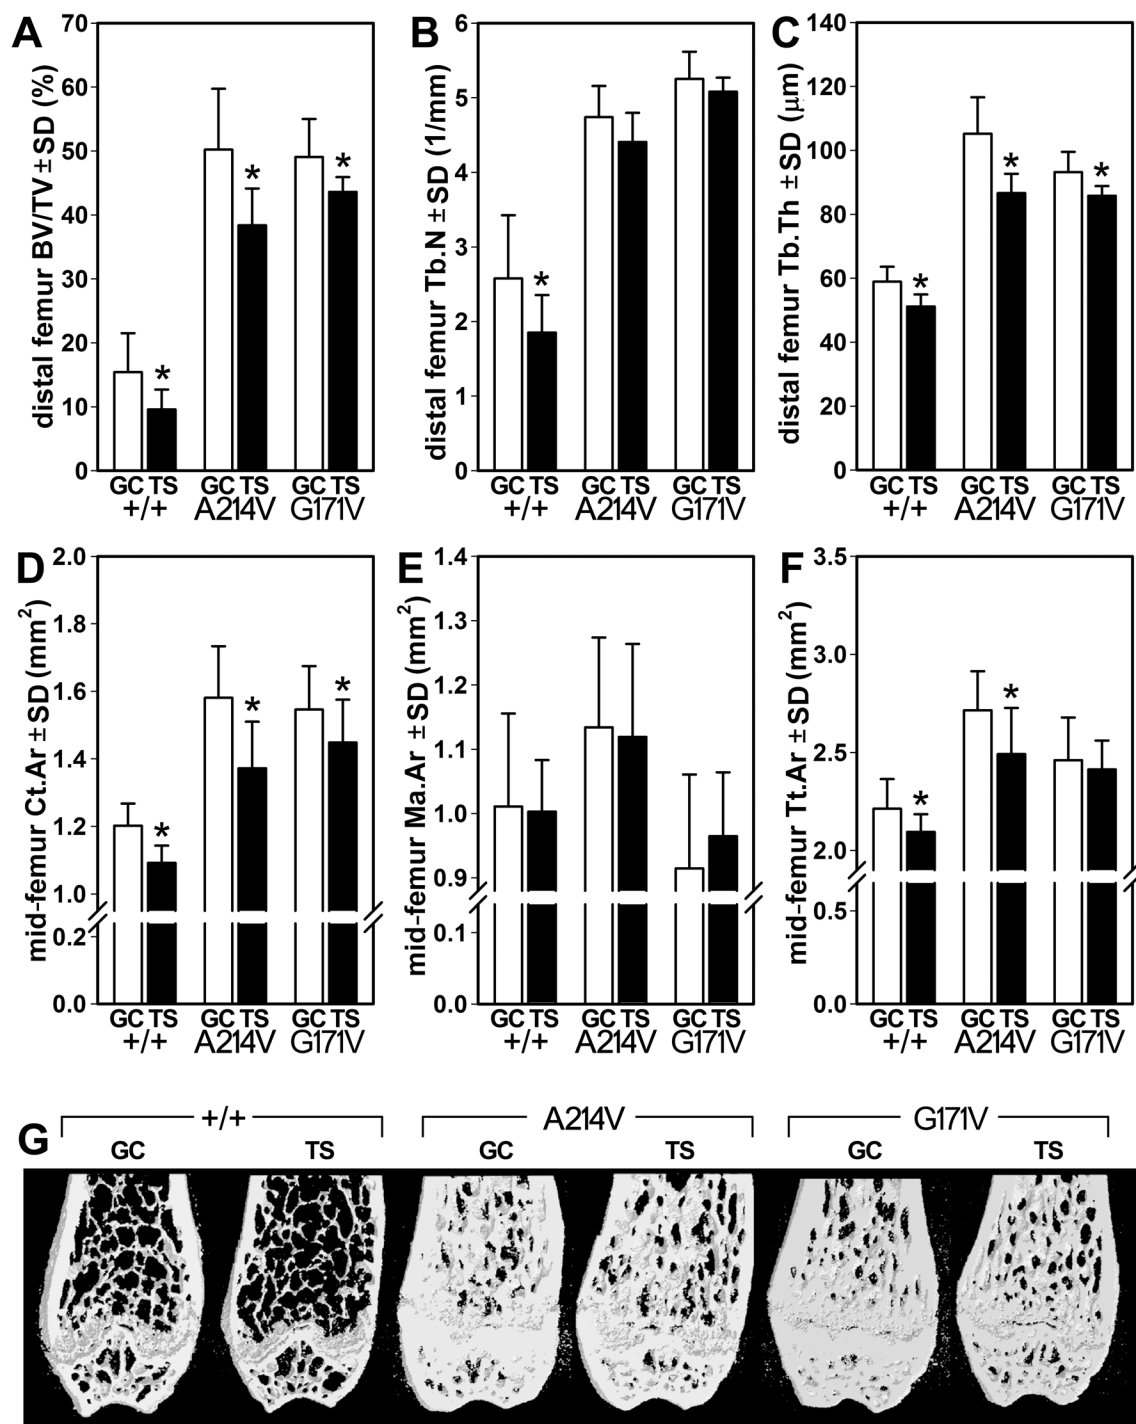 A
distal femur BV/TV ± SD (%)
70
60
50
40
30
20
10
0
* * *
GC TS GC TS GC TS
+/+ A214V G171V
B
distal femur Tb.N ± SD (1/mm)
6
5
4
3
2
1
0
*
GC TS GC TS GC TS
+/+ A214V G171V
C
distal femur Tb.Th ± SD (μm)
140
120
100
80
60
40
20
0
* * *
GC TS GC TS GC TS
+/+ A214V G171V
D
mid-femur Ct.Ar ± SD (mm²)
2.0
1.8
1.6
1.4
1.2
1.0
0.2
0.0
* * *
GC TS GC TS GC TS
+/+ A214V G171V
E
mid-femur Ma.Ar ± SD (mm²)
1.4
1.3
1.2
1.1
1.0
0.9
0.1
0.0
GC TS GC TS GC TS
+/+ A214V G171V
F
mid-femur Tt.Ar ± SD (mm²)
3.5
3.0
2.5
2.0
0.5
0.0
* *
GC TS GC TS GC TS
+/+ A214V G171V
G
+/+ A214V G171V
GC TS GC TS GC TS